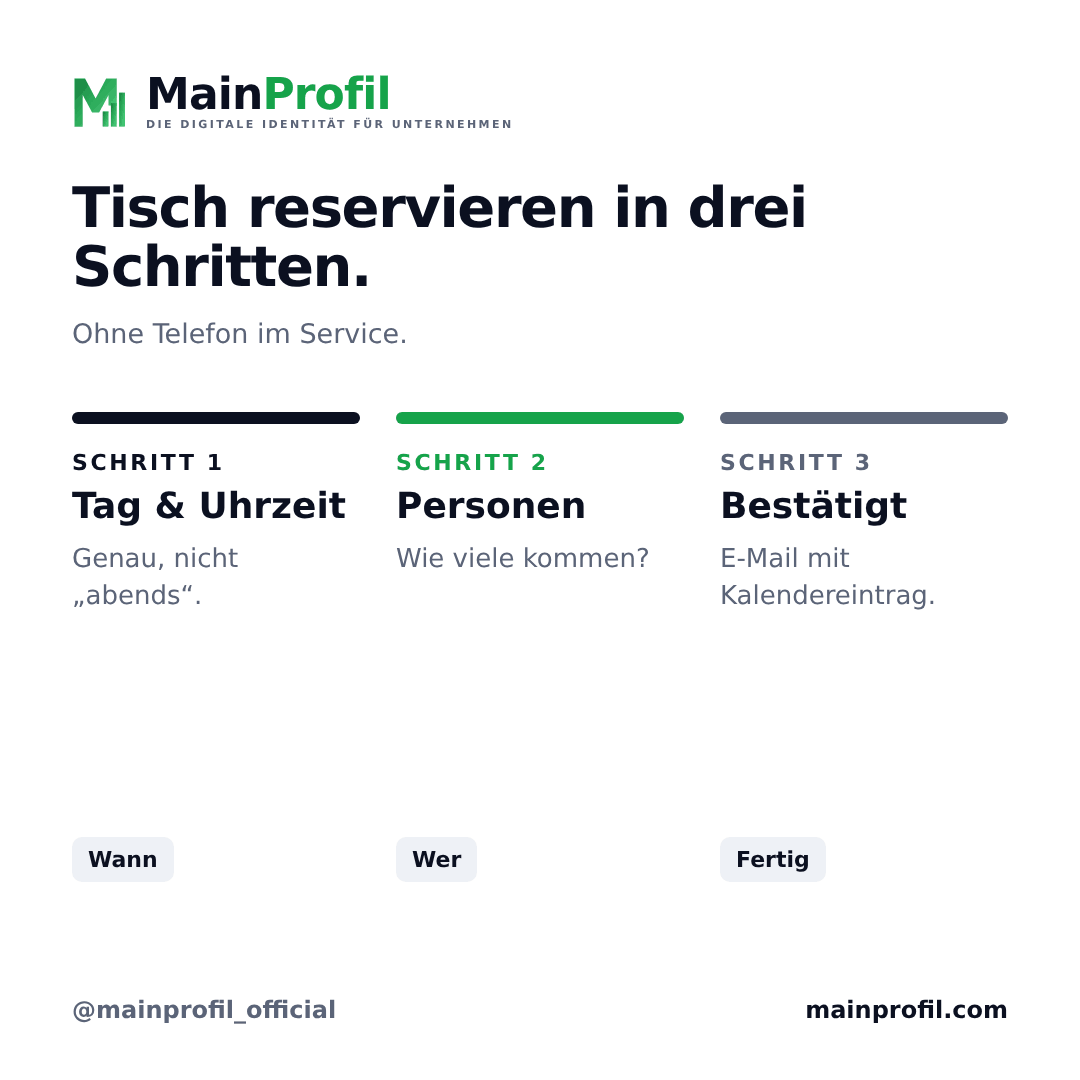 MainProfil
DIE DIGITALE IDENTITÄT FÜR UNTERNEHMEN
Tisch reservieren in drei
Schritten.
Ohne Telefon im Service.
SCHRITT 1
Tag & Uhrzeit
Genau, nicht
„abends“.
SCHRITT 2
Personen
Wie viele kommen?
SCHRITT 3
Bestätigt
E-Mail mit
Kalendereintrag.
Wann
Wer
Fertig
@mainprofil_official
mainprofil.com